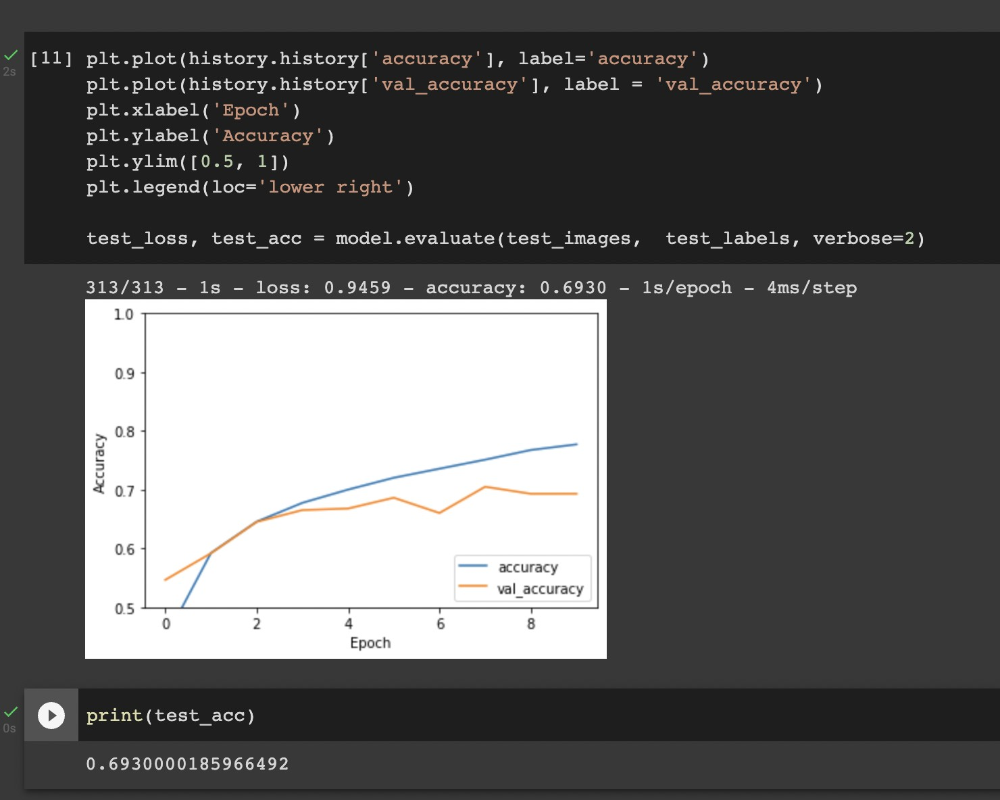 [11] plt.plot(history.history['accuracy'], label='accuracy')
2s
plt.plot(history.history['val_accuracy'], label = 'val_accuracy')
plt.xlabel('Epoch')
plt.ylabel('Accuracy')
plt.ylim([0.5, 1])
plt.legend(loc='lower right')
test_loss, test_acc = model.evaluate(test_images,  test_labels, verbose=2)
313/313 - 1s - loss: 0.9459 - accuracy: 0.6930 - 1s/epoch - 4ms/step
1.0
0.9
0.8
0.7
0.6
0.5
Accuracy
accuracy
val_accuracy
0 2 4 6 8
Epoch
print(test_acc)
0s
0.6930000185966492